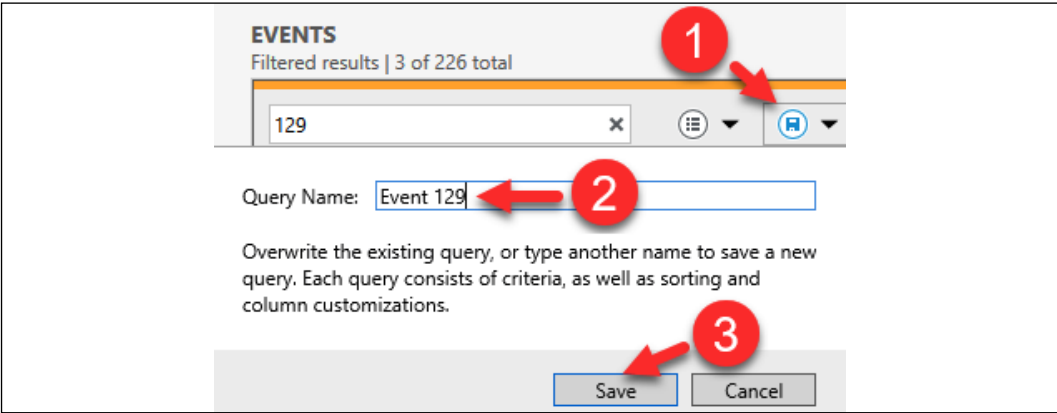 EVENTS
Filtered results | 3 of 226 total
1
129
Query Name: Event 129
2
Overwrite the existing query, or type another name to save a new
query. Each query consists of criteria, as well as sorting and
column customizations.
3
Save Cancel